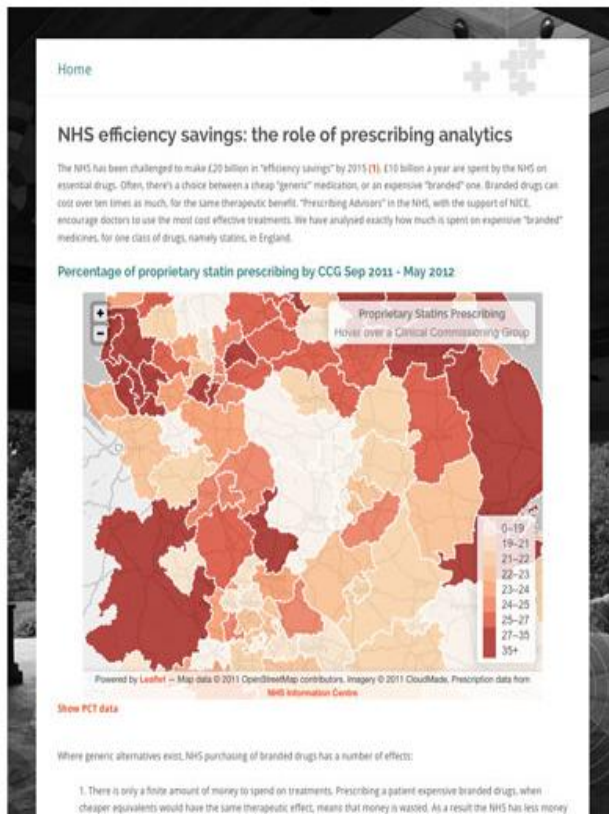 Home
NHS efficiency savings: the role of prescribing analytics
The NHS has been challenged to make £20 billion in "efficiency savings" by 2015 (1). £10 billion a year are spent by the NHS on
essential drugs. Often, there's a choice between a cheap "generic" medication, or an expensive "branded" one. Branded drugs can
cost over ten times as much, for the same therapeutic benefit. "Prescribing Advisors" in the NHS, with the support of NICE,
encourage doctors to use the most cost effective treatments. We have analysed exactly how much is spent on expensive "branded"
medicines, for one class of drugs, namely statins, in England.
Percentage of proprietary statin prescribing by CCG Sep 2011 - May 2012
+
−
Proprietary Statins Prescribing
Hover over a Clinical Commissioning Group
0–19
19–21
21–22
22–23
23–24
24–25
25–27
27–35
35+
Powered by Leaflet — Map data © 2011 OpenStreetMap contributors, Imagery © 2011 CloudMade, Prescription data from
NHS Information Centre
Show PCT data
Where generic alternatives exist, NHS purchasing of branded drugs has a number of effects:
1. There is only a finite amount of money to spend on treatments. Prescribing a patient expensive branded drugs, when
cheaper equivalents would have the same therapeutic effect, means that money is wasted. As a result the NHS has less money